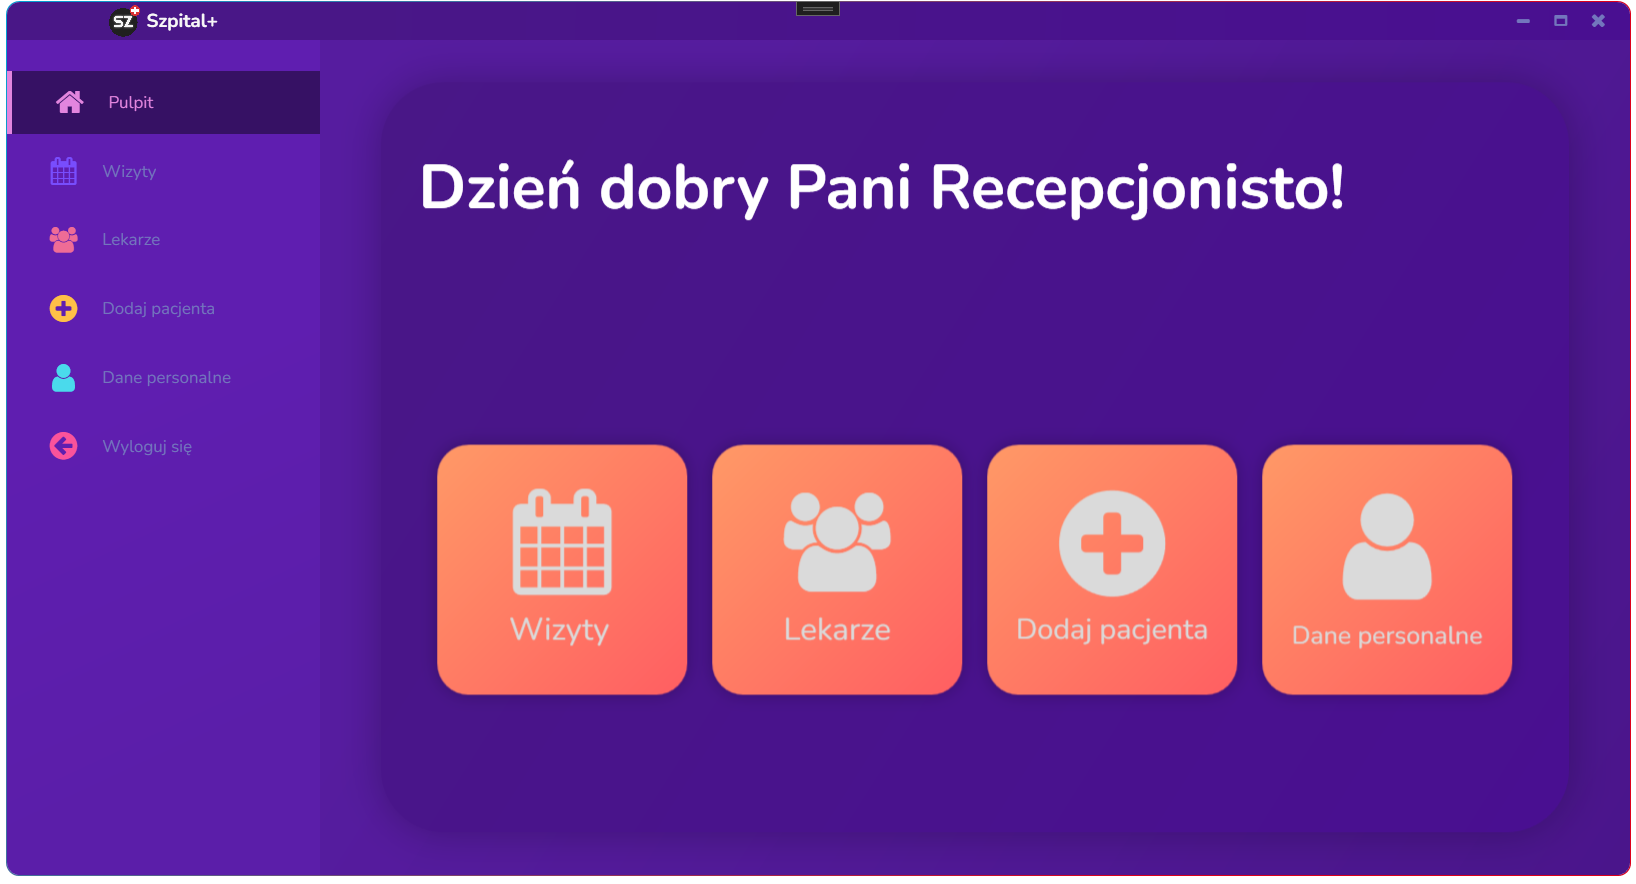 SZ Szpital+
Pulpit
Wizyty
Lekarze
Dodaj pacjenta
Dane personalne
Wyloguj się
Dzień dobry Pani Recepcjonisto!
Wizyty
Lekarze
Dodaj pacjenta
Dane personalne